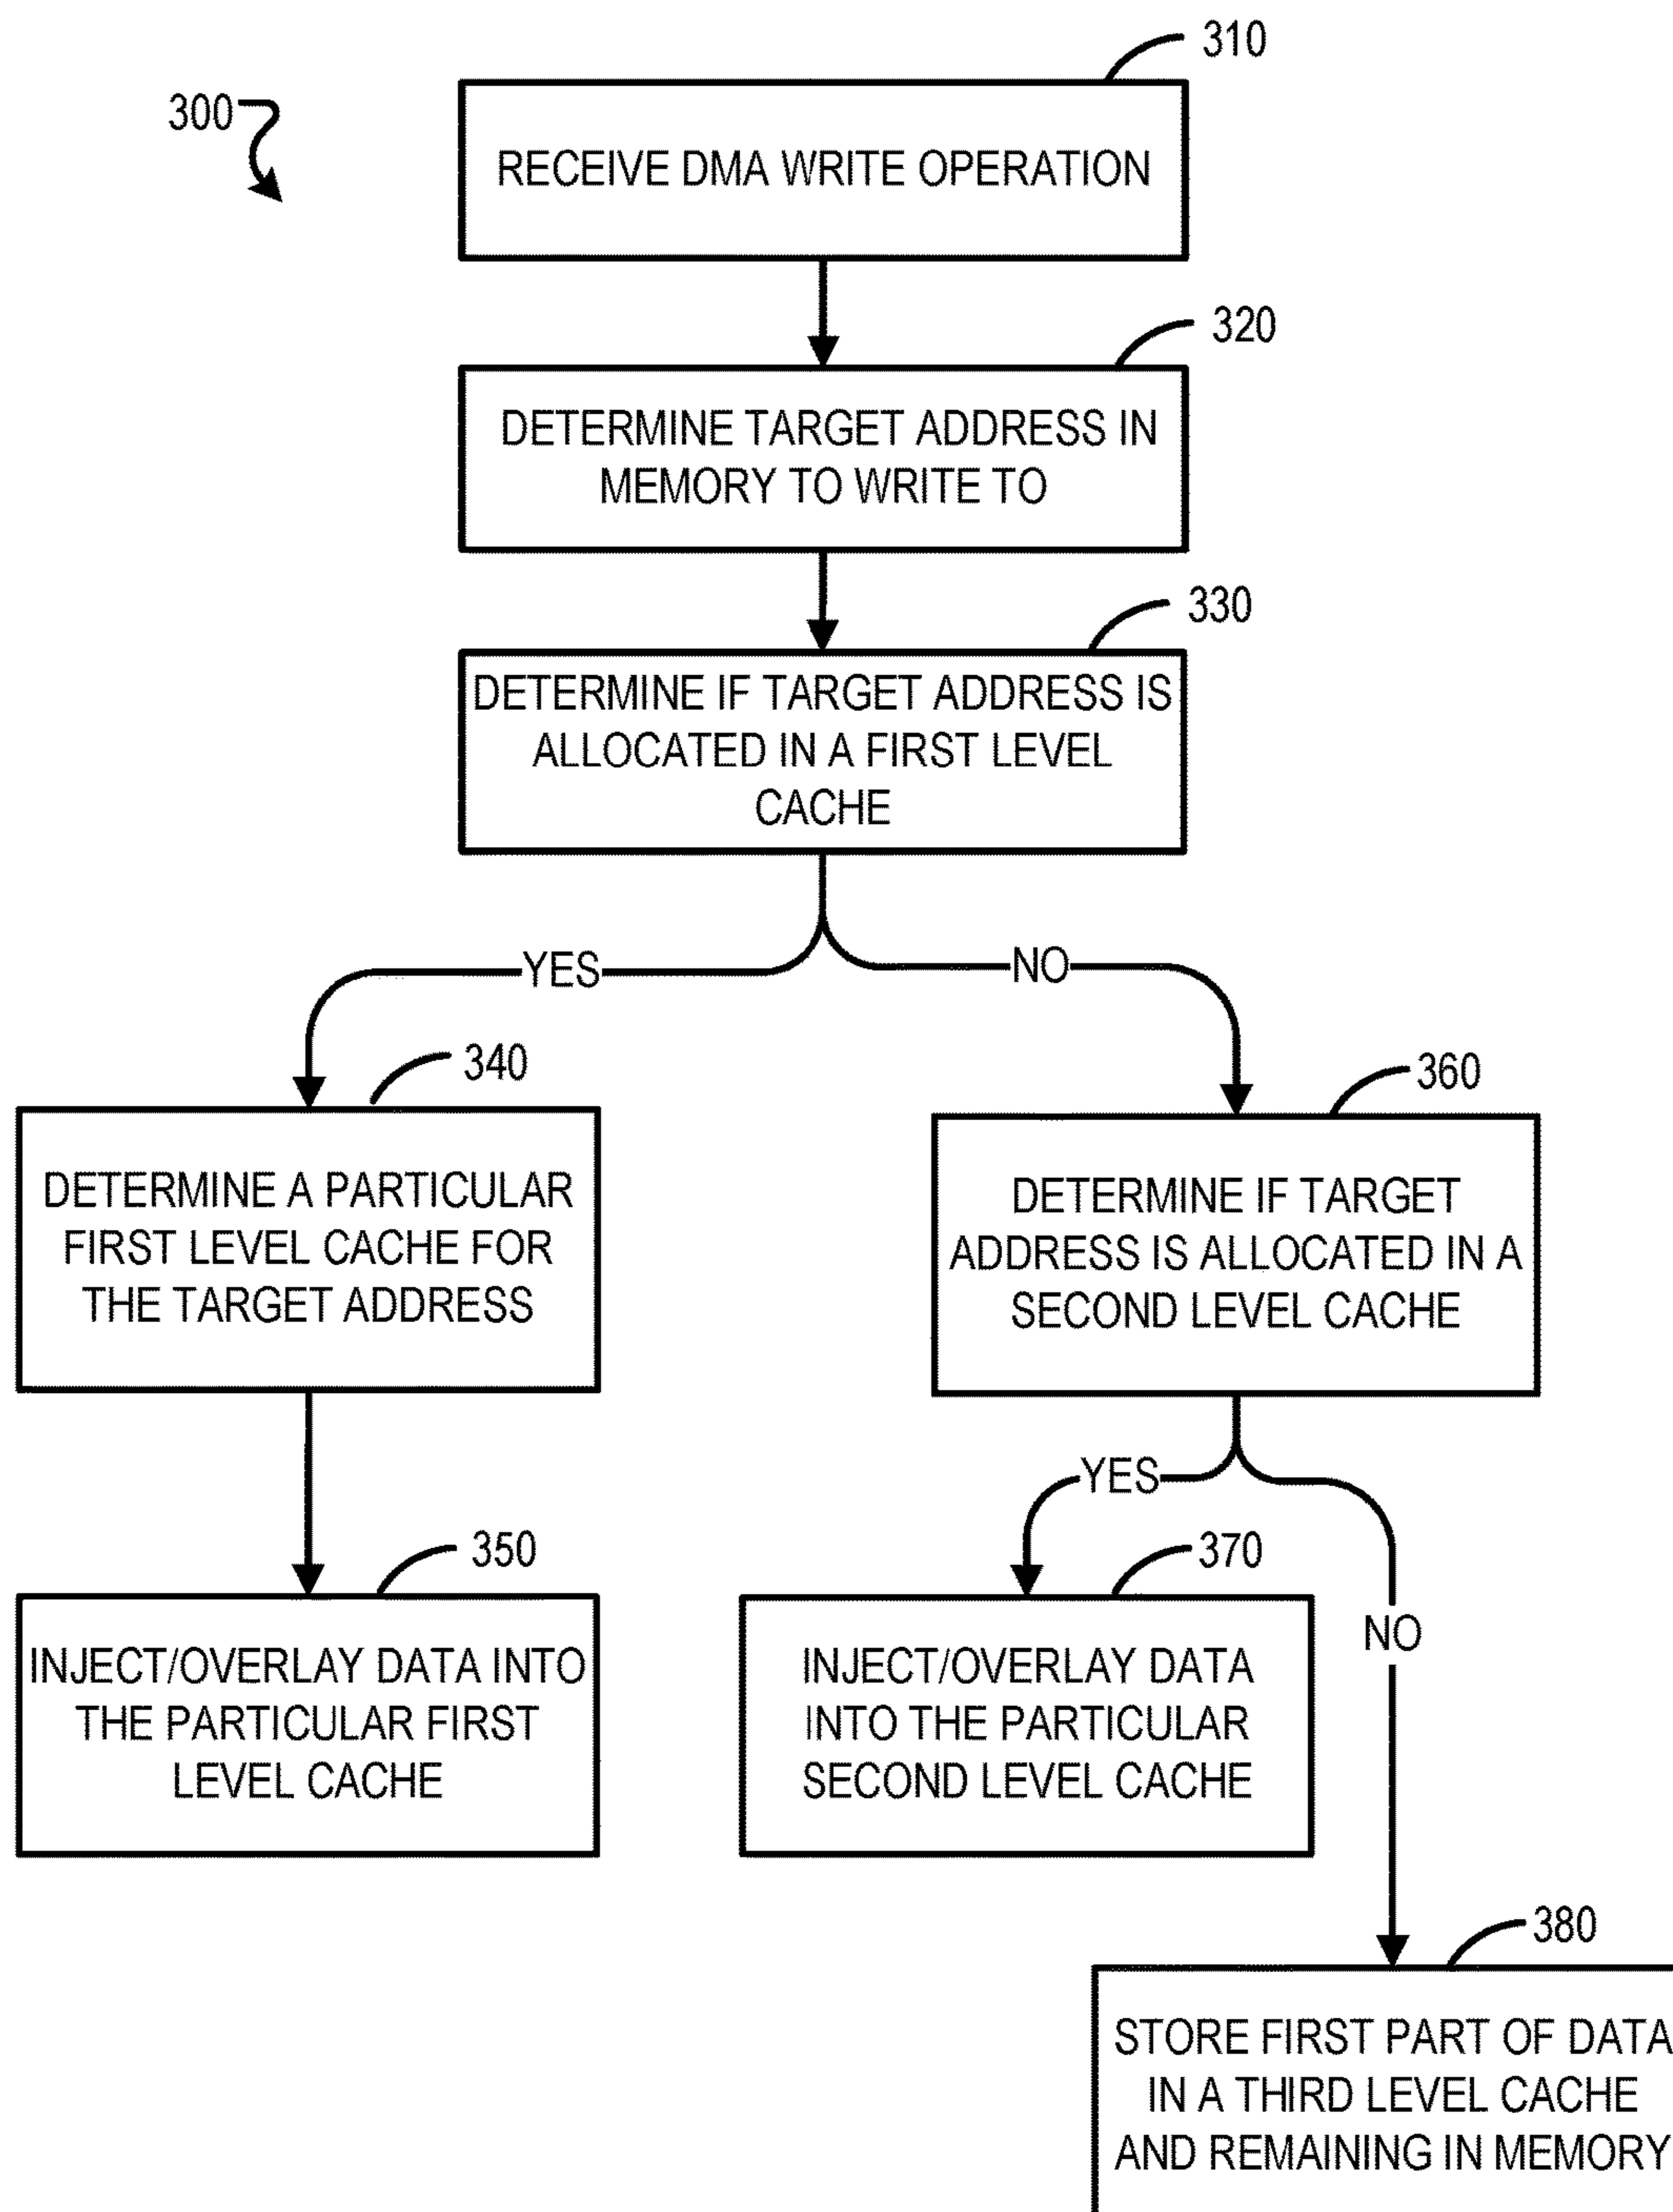 310
300
RECEIVE DMA WRITE OPERATION
320
DETERMINE TARGET ADDRESS IN
MEMORY TO WRITE TO
330
DETERMINE IF TARGET ADDRESS IS
ALLOCATED IN A FIRST LEVEL
CACHE
YES
NO
340
DETERMINE A PARTICULAR
FIRST LEVEL CACHE FOR
THE TARGET ADDRESS
360
DETERMINE IF TARGET
ADDRESS IS ALLOCATED IN A
SECOND LEVEL CACHE
YES
NO
350
INJECT/OVERLAY DATA INTO
THE PARTICULAR FIRST
LEVEL CACHE
370
INJECT/OVERLAY DATA
INTO THE PARTICULAR
SECOND LEVEL CACHE
380
STORE FIRST PART OF DATA
IN A THIRD LEVEL CACHE
AND REMAINING IN MEMORY